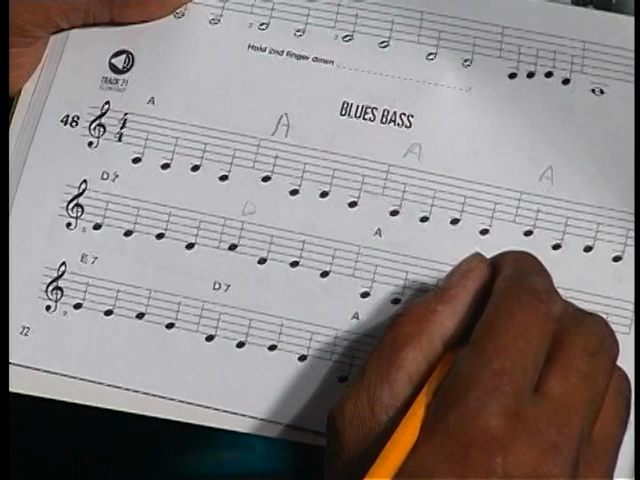 Hold 2nd finger down
TRACK 21
BLUES BASS
48
A A A A
D7 D A
E7 D7 A
22